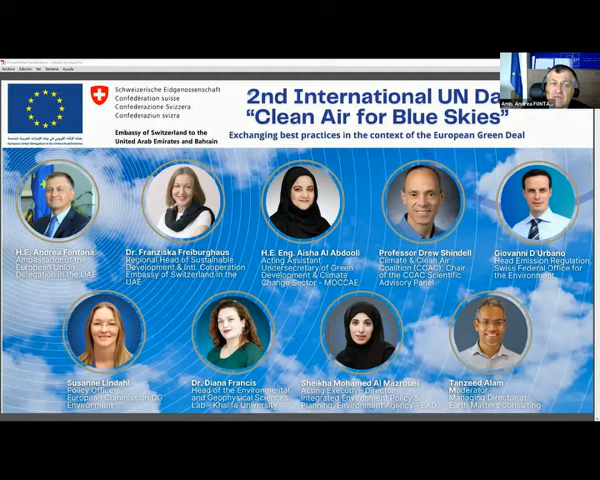 Archivo Edición Ver Ventana Ayuda
Amb. Andrea FONTA...
Schweizerische Eidgenossenschaft
Confédération suisse
Confederazione Svizzera
Confederaziun svizra
Embassy of Switzerland to the
United Arab Emirates and Bahrain
2nd International UN Da
“Clean Air for Blue Skies”
Exchanging best practices in the context of the European Green Deal
H.E. Andrea Fontana
Ambassador of the
European Union
Delegation in the UAE
Dr. Franziska Freiburghaus
Regional Head of Sustainable
Development & Intl. Cooperation
Embassy of Switzerland in the
UAE
H.E. Eng. Aisha Al Abdooli
Acting Assistant
Undersecretary of Green
Development & Climate
Change Sector - MOCCAE
Professor Drew Shindell
Climate & Clean Air
Coalition (CCAC), Chair
of the CCAC Scientific
Advisory Panel
Giovanni D'Urbano
Head Emission Regulation,
Swiss Federal Office for
the Environment
Susanne Lindahl
Policy Officer
European Commission DG
Environment
Dr. Diana Francis
Head of the Environmental
and Geophysical Sciences
Lab - Khalifa University
Sheikha Mohamed Al Mazrouei
Acting Executive Director
Integrated Environment Policy &
Planning, Environment Agency - EAD
Tanzeed Alam
Moderator
Managing Director at
Earth Matters Consulting